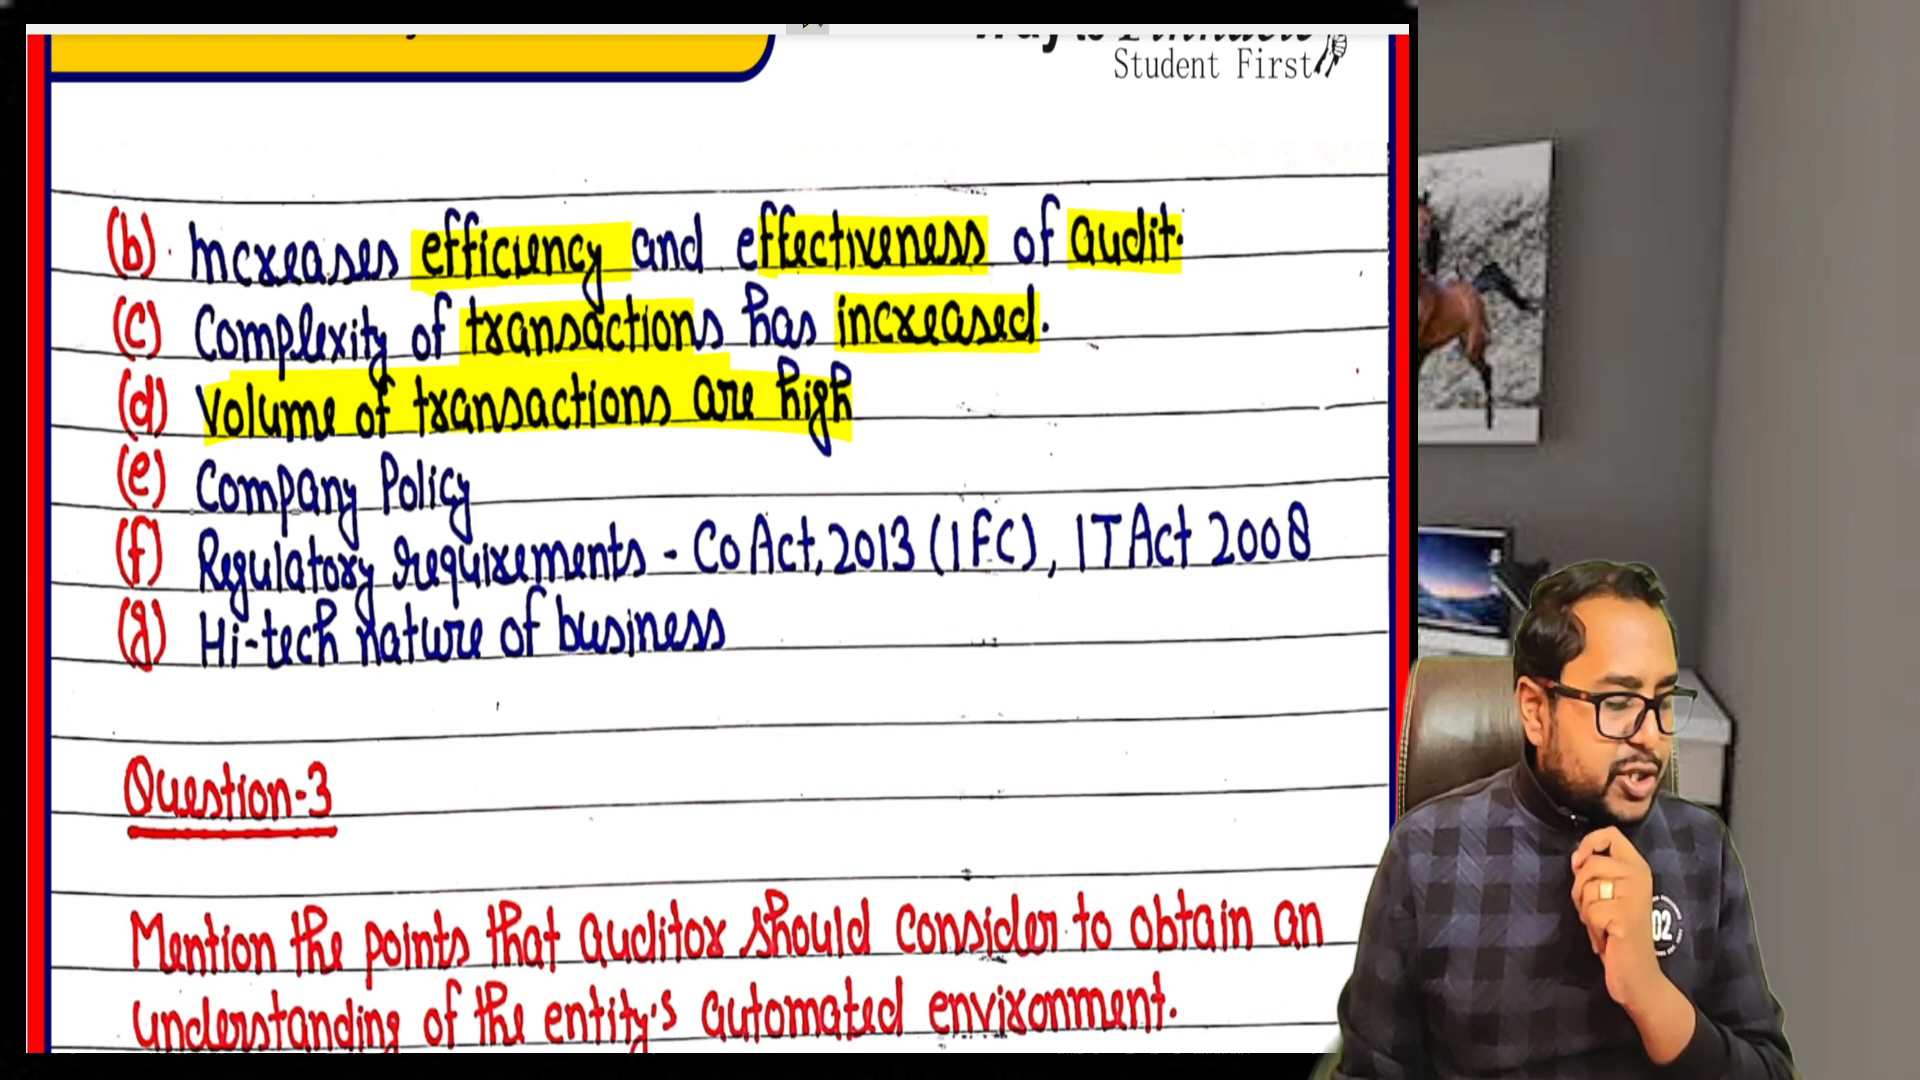 Student First
(b). Increases efficiency and effectiveness of audit.
(c) Complexity of transactions has increased.
(d) Volume of transactions are high
(e) Company Policy
(f) Regulatory requirements - Co Act, 2013 (IFC), IT Act 2008
(g) Hi-tech nature of business
Question-3
Mention the points that auditor should consider to obtain an
understanding of the entity's automated environment.
02